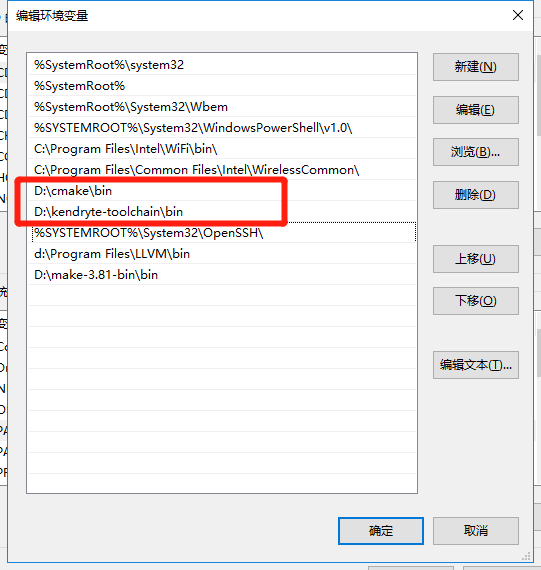 编辑环境变量
%SystemRoot%\system32
%SystemRoot%
%SystemRoot%\System32\Wbem
%SYSTEMROOT%\System32\WindowsPowerShell\v1.0\
C:\Program Files\Intel\WiFi\bin\
C:\Program Files\Common Files\Intel\WirelessCommon\
D:\cmake\bin
D:\kendryte-toolchain\bin
%SYSTEMROOT%\System32\OpenSSH\
d:\Program Files\LLVM\bin
D:\make-3.81-bin\bin
新建(N)
编辑(E)
浏览(B)...
删除(D)
上移(U)
下移(O)
编辑文本(T)...
确定
取消